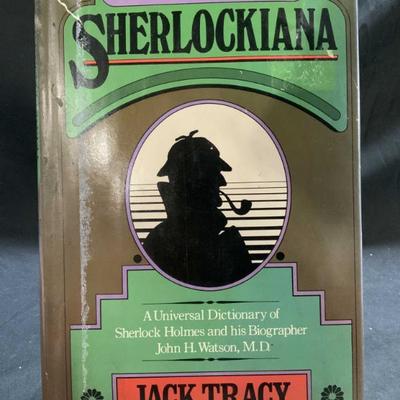 SHERLOCKIANA
A Universal Dictionary of
Sherlock Holmes and his Biographer
John H. Watson, M.D.
JACK TRACY